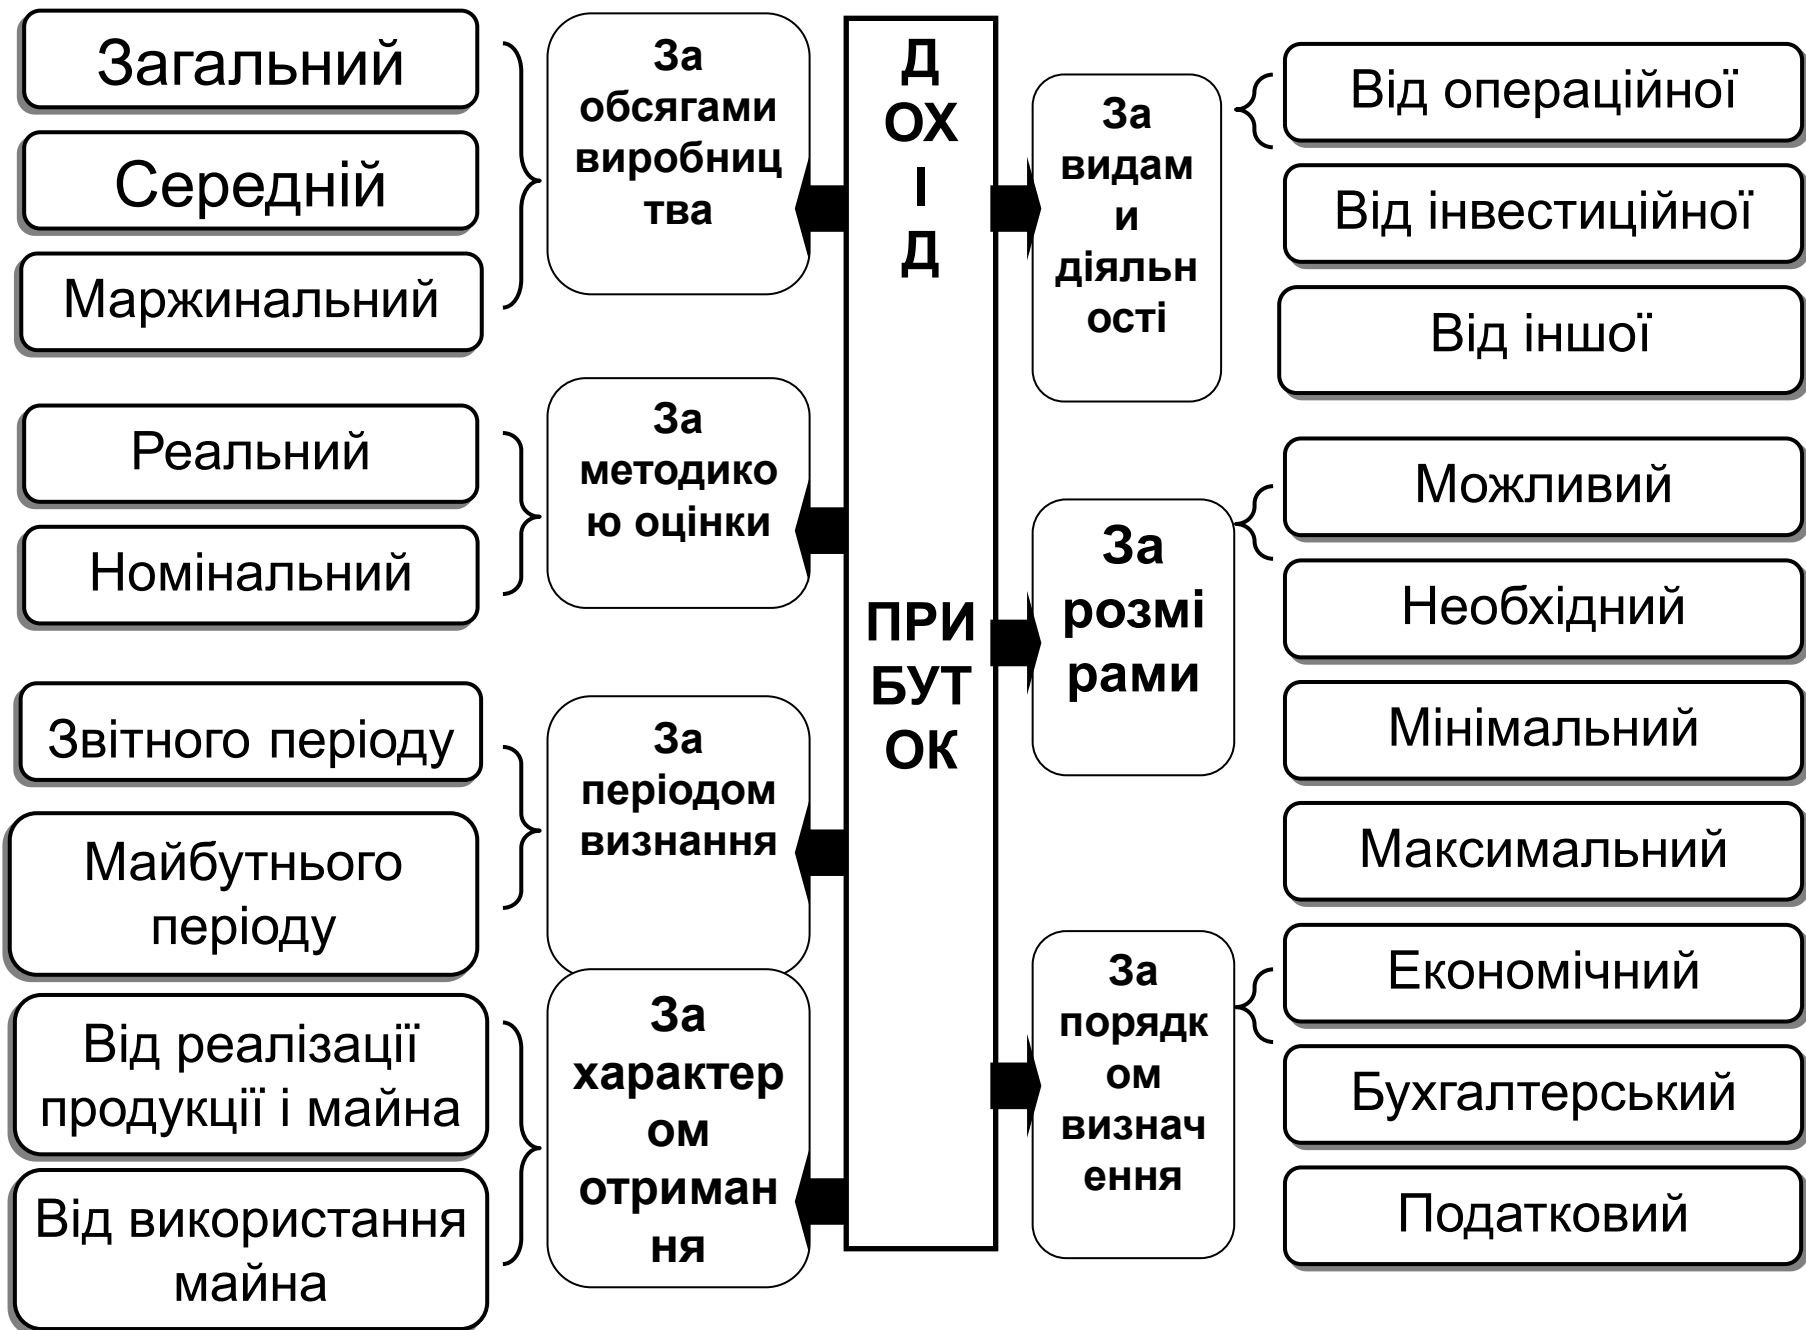 Загальний
Середній
Маржинальний
Реальний
Номінальний
Звітного періоду
Майбутнього
періоду
Від реалізації
продукції і майна
Від використання
майна
За
обсягами
виробниц
тва
За
методико
ю оцінки
За
періодом
визнання
За
характер
ом
отриман
ня
Д
ОХ
І
Д
ПРИ
БУТ
ОК
За
видам
и
діяльн
ості
За
розмі
рами
За
порядк
ом
визнач
ення
Від операційної
Від інвестиційної
Від іншої
Можливий
Необхідний
Мінімальний
Максимальний
Економічний
Бухгалтерський
Податковий